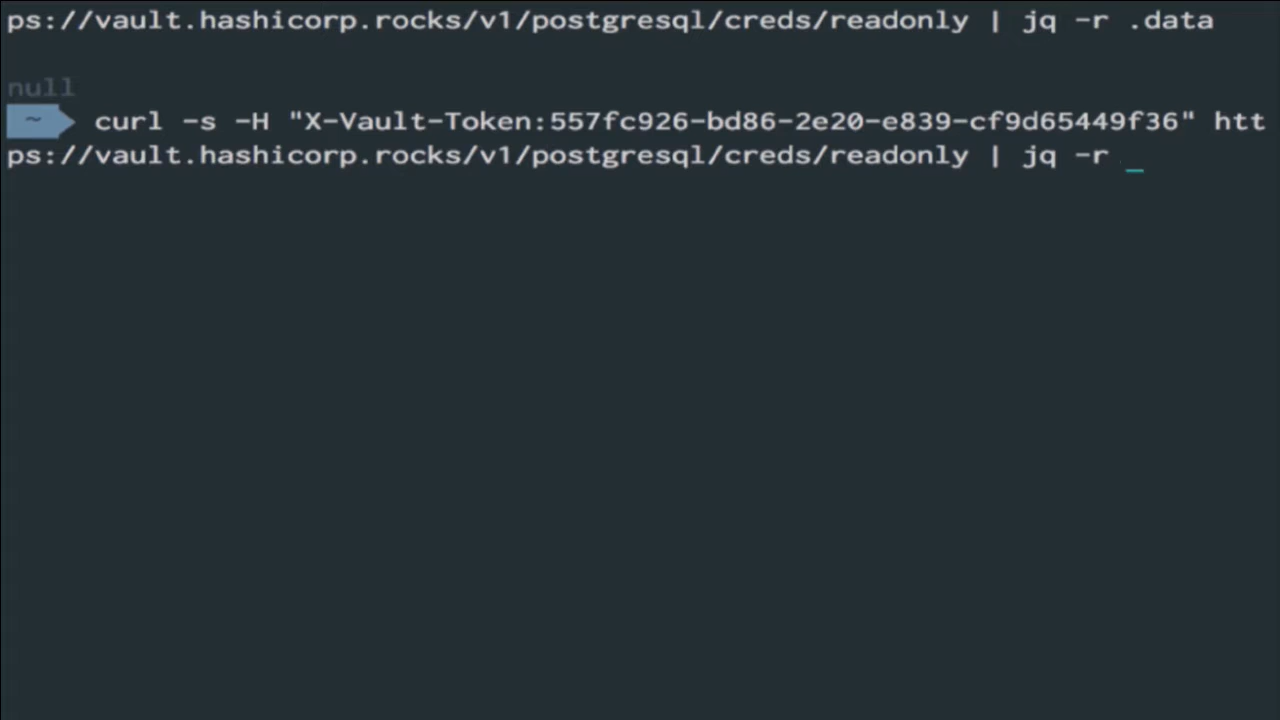 ps://vault.hashicorp.rocks/v1/postgresql/creds/readonly | jq -r .data
null
~ curl -s -H "X-Vault-Token:557fc926-bd86-2e20-e839-cf9d65449f36" htt
ps://vault.hashicorp.rocks/v1/postgresql/creds/readonly | jq -r _